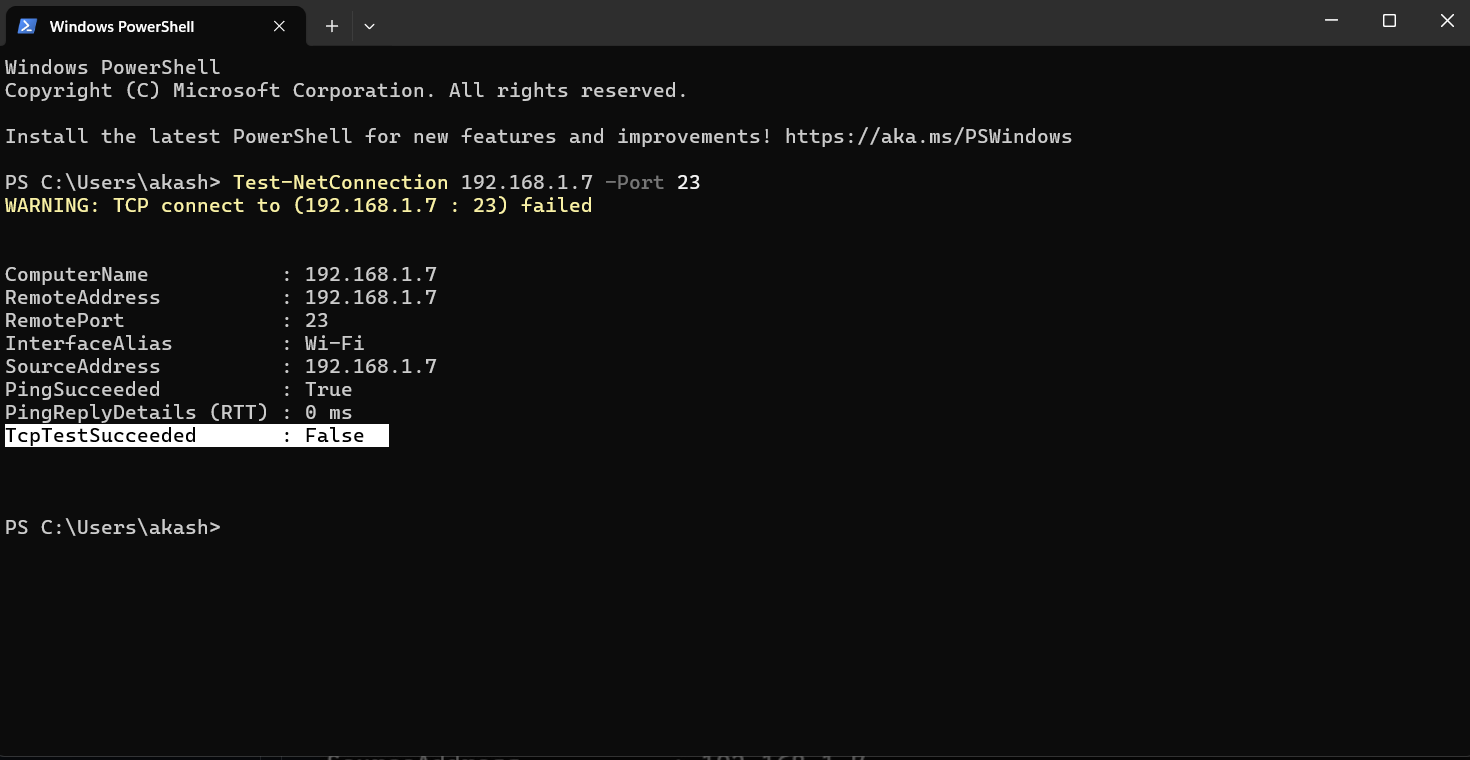 Windows PowerShell
Windows PowerShell
Copyright (C) Microsoft Corporation. All rights reserved.
Install the latest PowerShell for new features and improvements! https://aka.ms/PSWindows
PS C:\Users\akash> Test-NetConnection 192.168.1.7 -Port 23
WARNING: TCP connect to (192.168.1.7 : 23) failed
ComputerName           : 192.168.1.7
RemoteAddress          : 192.168.1.7
RemotePort             : 23
InterfaceAlias         : Wi-Fi
SourceAddress          : 192.168.1.7
PingSucceeded          : True
PingReplyDetails (RTT) : 0 ms
TcpTestSucceeded       : False
PS C:\Users\akash>